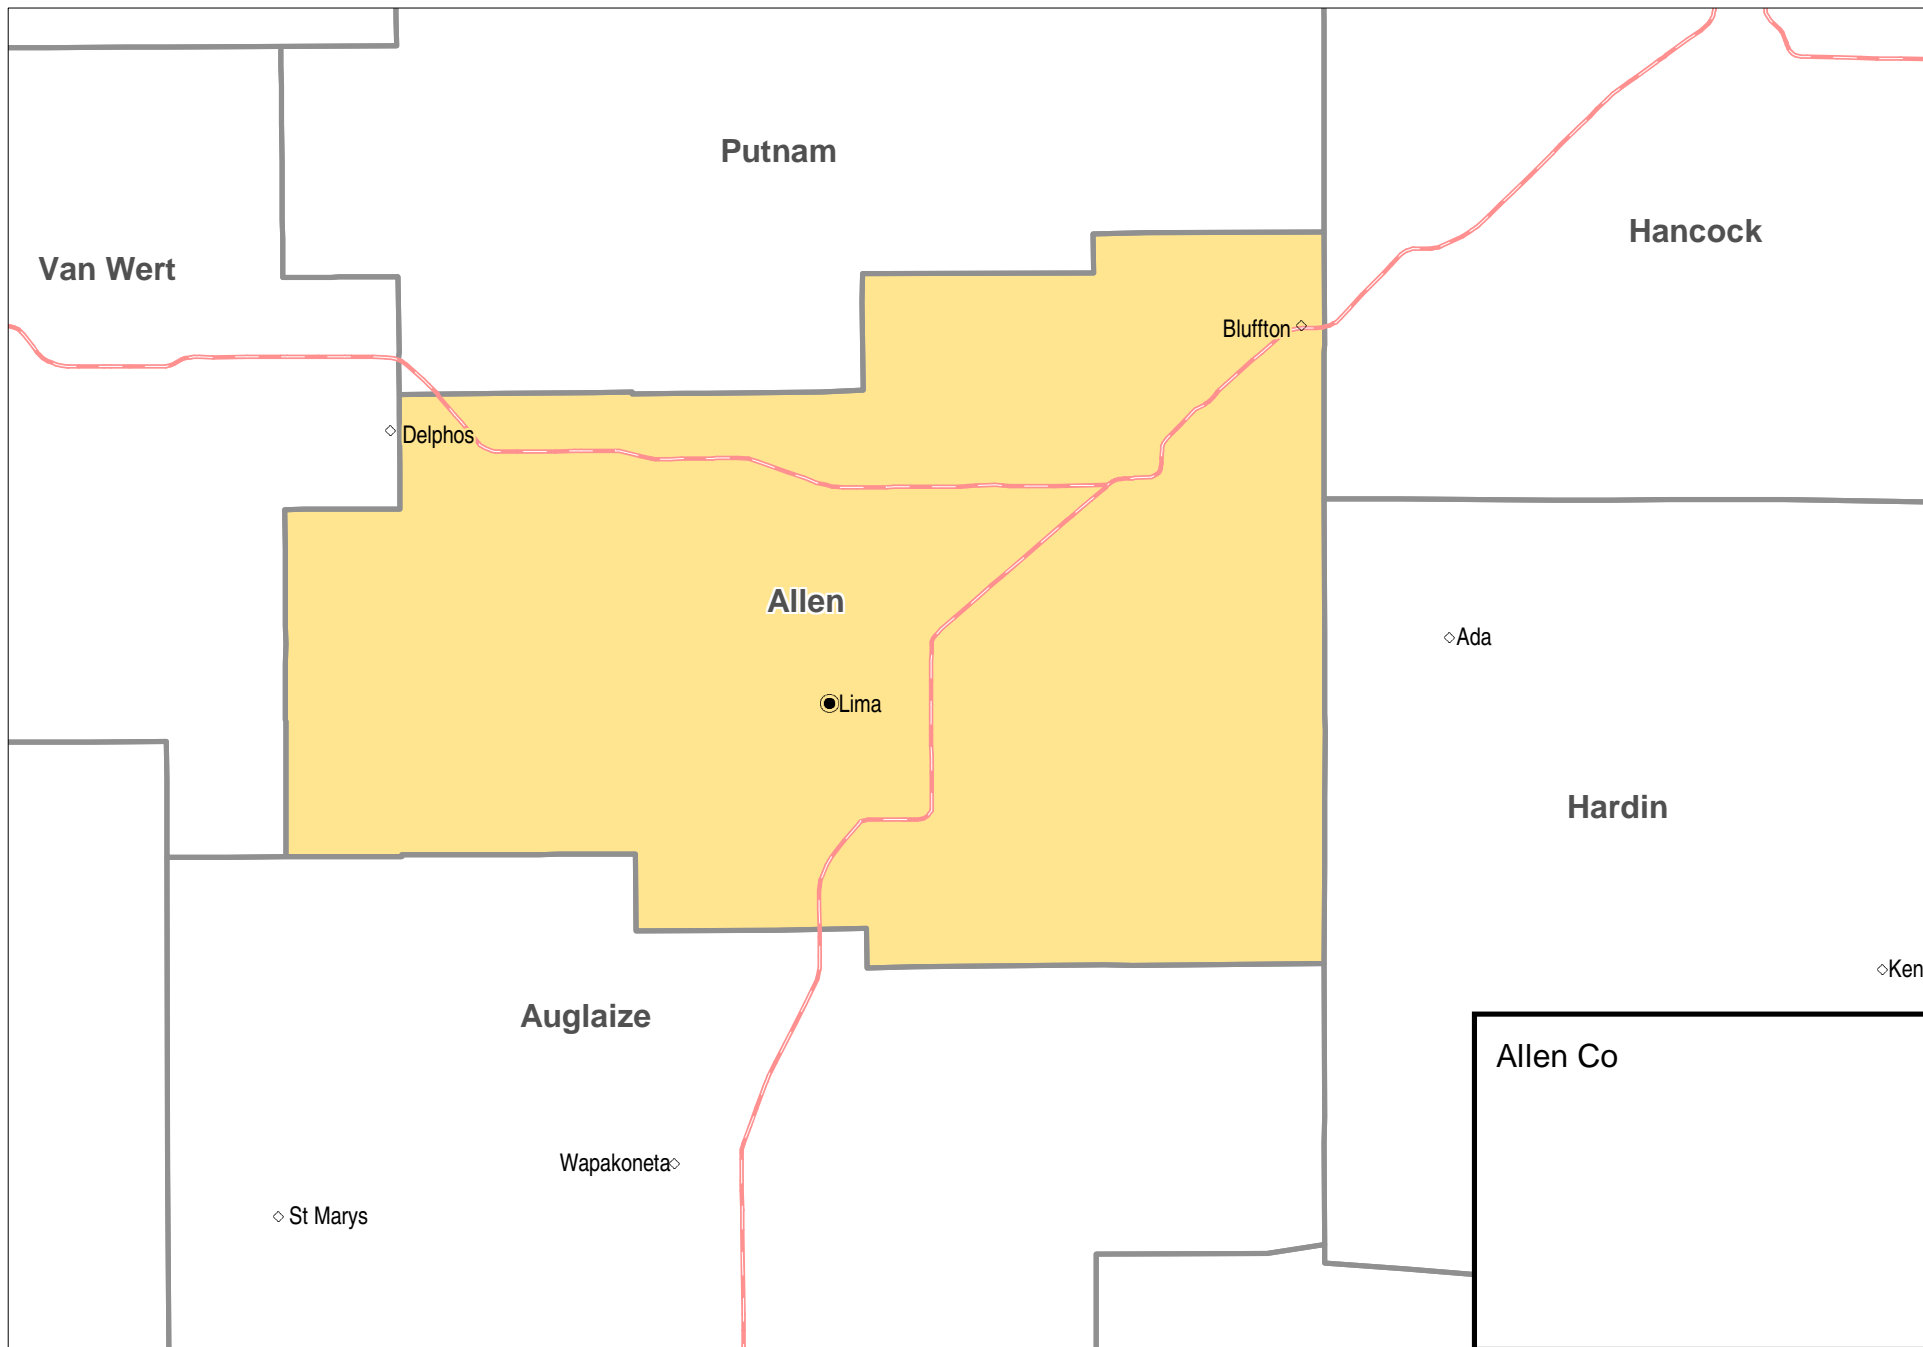 Putnam
Hancock
Van Wert
Bluffton
Delphos
Allen
Ada
Lima
Hardin
Ken
Auglaize
Allen Co
Wapakoneta
St Marys